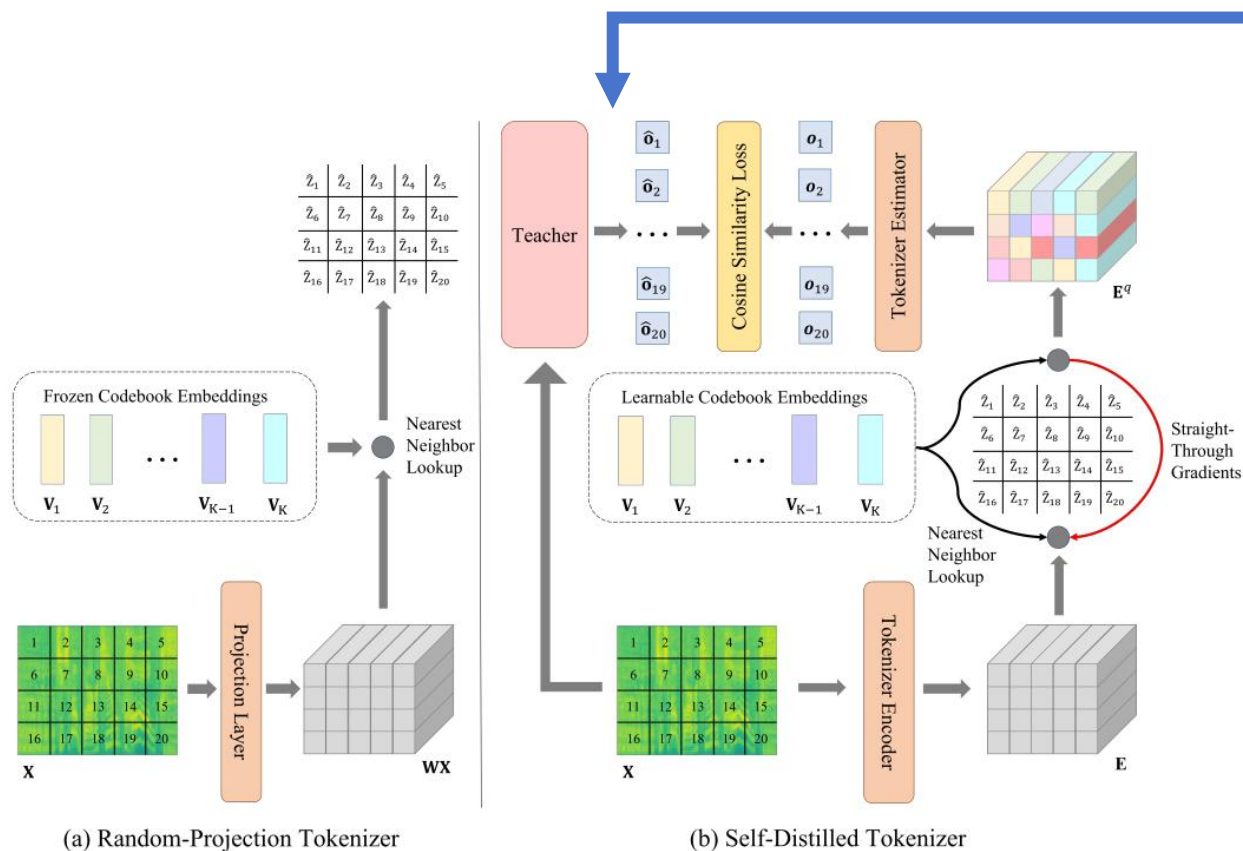 Ẑ1 Ẑ2 Ẑ3 Ẑ4 Ẑ5
Ẑ6 Ẑ7 Ẑ8 Ẑ9 Ẑ10
Ẑ11 Ẑ12 Ẑ13 Ẑ14 Ẑ15
Ẑ16 Ẑ17 Ẑ18 Ẑ19 Ẑ20
Frozen Codebook Embeddings
V1 V2 ... VK−1 VK
Nearest
Neighbor
Lookup
1 2 3 4 5
6 7 8 9 10
11 12 13 14 15
16 17 18 19 20
X
Projection Layer
WX
(a) Random-Projection Tokenizer
Teacher
ô1
ô2
...
ô19
ô20
Cosine Similarity Loss
o1
o2
...
o19
o20
Tokenizer Estimator
Eq
Learnable Codebook Embeddings
V1 V2 ... VK−1 VK
Ẑ1 Ẑ2 Ẑ3 Ẑ4 Ẑ5
Ẑ6 Ẑ7 Ẑ8 Ẑ9 Ẑ10
Ẑ11 Ẑ12 Ẑ13 Ẑ14 Ẑ15
Ẑ16 Ẑ17 Ẑ18 Ẑ19 Ẑ20
Straight-
Through
Gradients
Nearest
Neighbor
Lookup
1 2 3 4 5
6 7 8 9 10
11 12 13 14 15
16 17 18 19 20
X
Tokenizer Encoder
E
(b) Self-Distilled Tokenizer